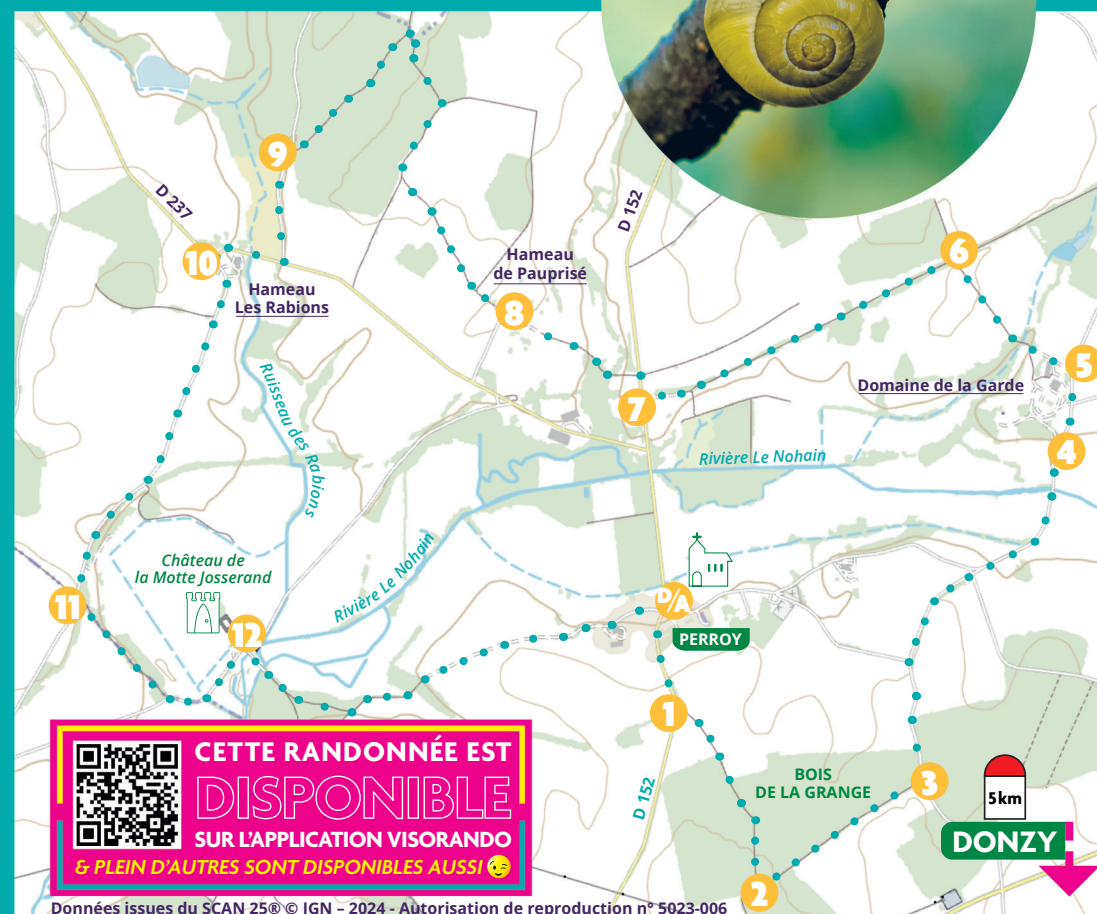 9
D 237
D 152
6
10
Hameau
de Pauprisé
Hameau
Les Rabions
8
5
Domaine de la Garde
7
Ruisseau des Rabions
4
Rivière Le Nohain
Château de
la Motte Josserand
Rivière Le Nohain
11
12
D/A
PERROY
1
D 152
BOIS
DE LA GRANGE
3
5km
DONZY
2
CETTE RANDONNÉE EST
DISPONIBLE
SUR L'APPLICATION VISORANDO
& PLEIN D'AUTRES SONT DISPONIBLES AUSSI 😉
Données issues du SCAN 25® © IGN – 2024 - Autorisation de reproduction n° 5023-006